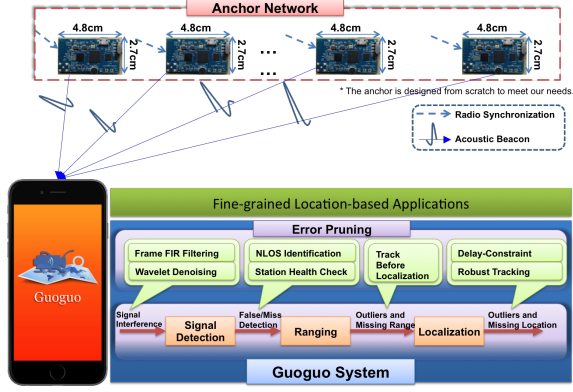 Anchor Network
4.8cm
2.7cm
4.8cm
2.7cm
...
...
4.8cm
2.7cm
4.8cm
2.7cm
* The anchor is designed from scratch to meet our needs.
Radio Synchronization
Acoustic Beacon
Guoguo
Fine-grained Location-based Applications
Error Pruning
Frame FIR Filtering
Wavelet Denoising
NLOS Identification
Station Health Check
Track
Before
Localization
Delay-Constraint
Robust Tracking
Signal
Interference
Signal
Detection
False/Miss
Detection
Ranging
Outliers and
Missing Range
Localization
Outliers and
Missing Location
Guoguo System